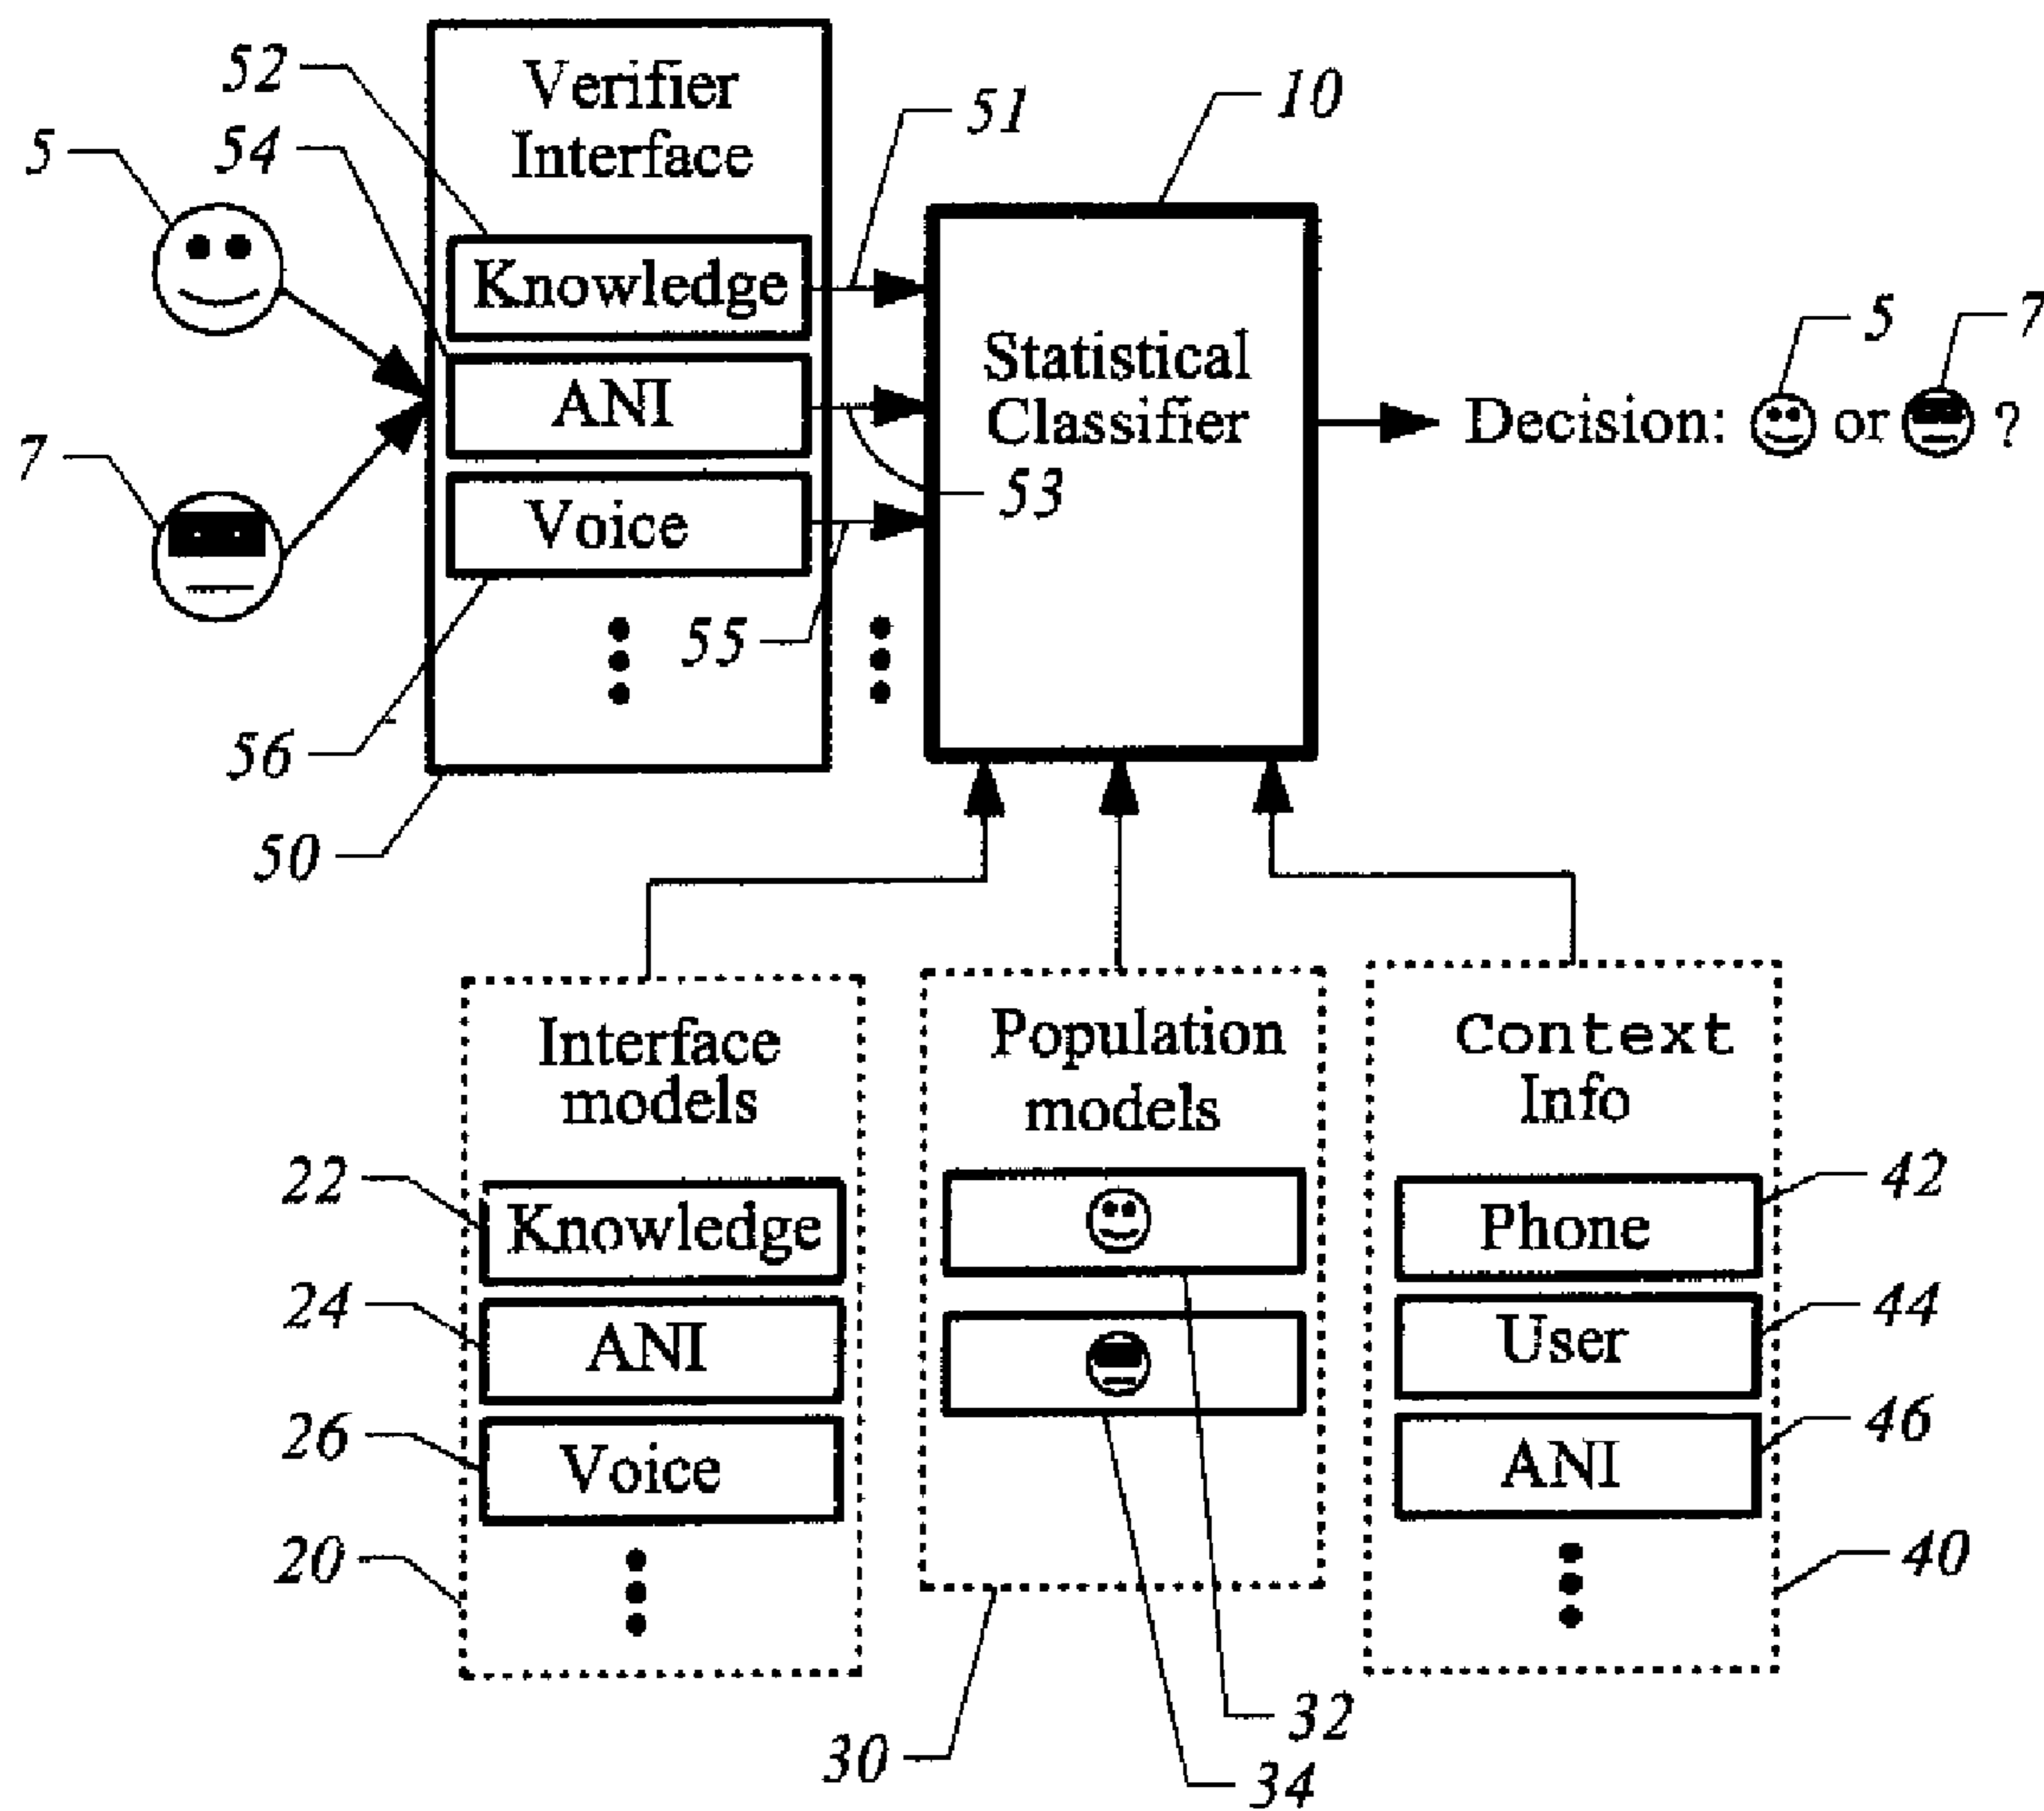 52
Verifier
Interface
51
10
5
54
Knowledge
5
7
ANI
Statistical
Classifier
Decision: or ?
7
53
Voice
55
56
50
Interface
models
Population
models
Context
Info
22
Knowledge
Phone
42
24
ANI
User
44
26
Voice
ANI
46
20
40
32
30
34